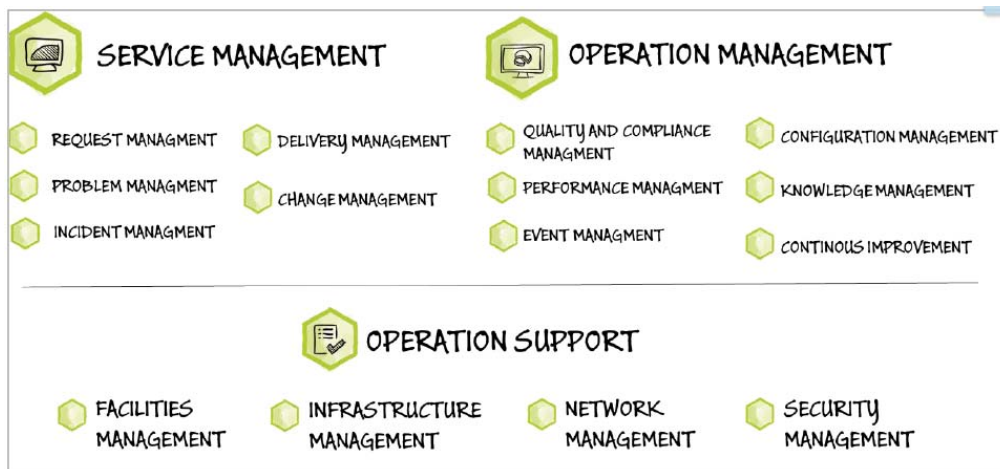 SERVICE MANAGEMENT
REQUEST MANAGMENT
PROBLEM MANAGMENT
INCIDENT MANAGMENT
DELIVERY MANAGEMENT
CHANGE MANAGEMENT
OPERATION MANAGEMENT
QUALITY AND COMPLIANCE
MANAGMENT
PERFORMANCE MANAGMENT
EVENT MANAGMENT
CONFIGURATION MANAGEMENT
KNOWLEDGE MANAGEMENT
CONTINOUS IMPROVEMENT
OPERATION SUPPORT
FACILITIES
MANAGEMENT
INFRASTRUCTURE
MANAGEMENT
NETWORK
MANAGEMENT
SECURITY
MANAGEMENT